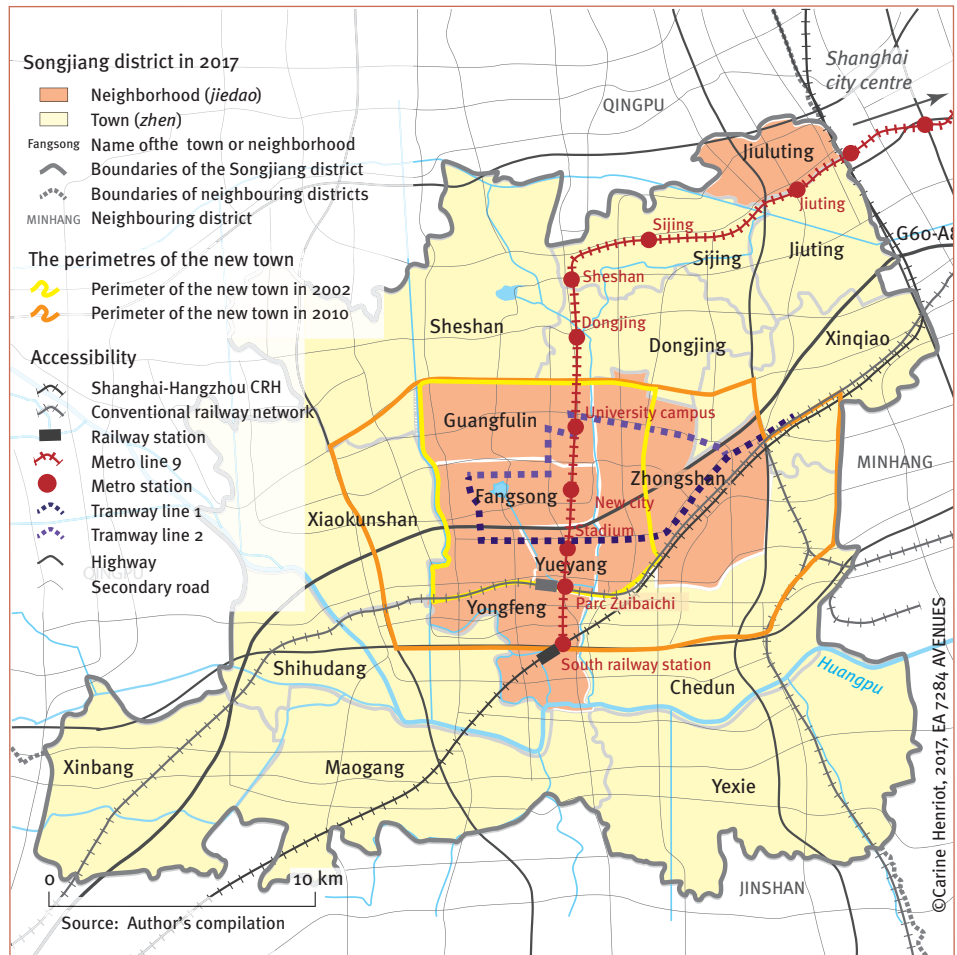 Songjiang district in 2017
Neighborhood (jiedao)
Town (zhen)
Fangsong Name ofthe town or neighborhood
Boundaries of the Songjiang district
Boundaries of neighbouring districts
MINHANG Neighbouring district
The perimetres of the new town
Perimeter of the new town in 2002
Perimeter of the new town in 2010
Accessibility
Shanghai-Hangzhou CRH
Conventional railway network
Railway station
Metro line 9
Metro station
Tramway line 1
Tramway line 2
Highway
Secondary road
QINGPU
Shanghai
city centre
QINGPU
Jiuluting
Jiuting
Sijing
Sijing
Jiuting
G60-A8
Sheshan
Sheshan
Dongjing
Dongjing
Xinqiao
Guangfulin
University campus
MINHANG
Zhongshan
Fangsong
New city
Xiaokunshan
Stadium
Yueyang
Yongfeng
Parc Zuibaichi
South railway station
Shihudang
Chedun
Huangpu
Xinbang
Maogang
Yexie
JINSHAN
0 10 km
Source: Author's compilation
©Carine Henriot, 2017, EA 7284 AVENUES